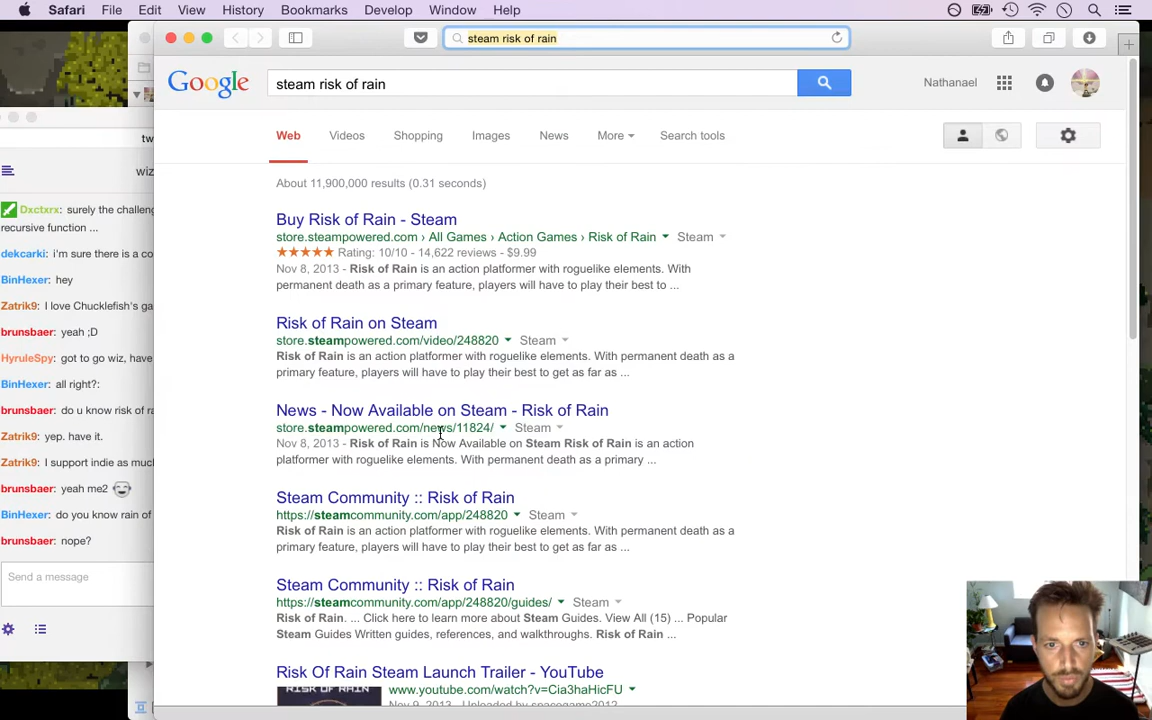 Safari File Edit View History Bookmarks Develop Window Help
steam risk of rain
Google
steam risk of rain
Nathanael
Web Videos Shopping Images News More Search tools
About 11,900,000 results (0.31 seconds)
Buy Risk of Rain - Steam
store.steampowered.com › All Games › Action Games › Risk of Rain Steam
Rating: 10/10 - 14,622 reviews - $9.99
Nov 8, 2013 - Risk of Rain is an action platformer with roguelike elements. With
permanent death as a primary feature, players will have to play their best to ...
Risk of Rain on Steam
store.steampowered.com/video/248820 Steam
Risk of Rain is an action platformer with roguelike elements. With permanent death as a
primary feature, players will have to play their best to get as far as ...
News - Now Available on Steam - Risk of Rain
store.steampowered.com/news/11824/ Steam
Nov 8, 2013 - Risk of Rain is Now Available on Steam Risk of Rain is an action
platformer with roguelike elements. With permanent death as a primary ...
Steam Community :: Risk of Rain
https://steamcommunity.com/app/248820 Steam
Risk of Rain is an action platformer with roguelike elements. With permanent death as a
primary feature, players will have to play their best to get as far as ...
Steam Community :: Risk of Rain
https://steamcommunity.com/app/248820/guides/ Steam
Risk of Rain. ... Click here to learn more about Steam Guides. View All (15) ... Popular
Steam Guides Written guides, references, and walkthroughs. Risk of Rain ...
Risk Of Rain Steam Launch Trailer - YouTube
RISK OF RAIN
www.youtube.com/watch?v=Cia3haHicFU
Nov 9, 2013 - Uploaded by spacegame2012
tw
wiz
Dxctxrx: surely the challeng
recursive function ...
dekcarki: i'm sure there is a co
BinHexer: hey
Zatrik9: I love Chucklefish's ga
brunsbaer: yeah ;D
HyruleSpy: got to go wiz, have
BinHexer: all right?:
brunsbaer: do u know risk of ra
Zatrik9: yep. have it.
Zatrik9: I support indie as much
brunsbaer: yeah me2
BinHexer: do you know rain of
brunsbaer: nope?
Send a message